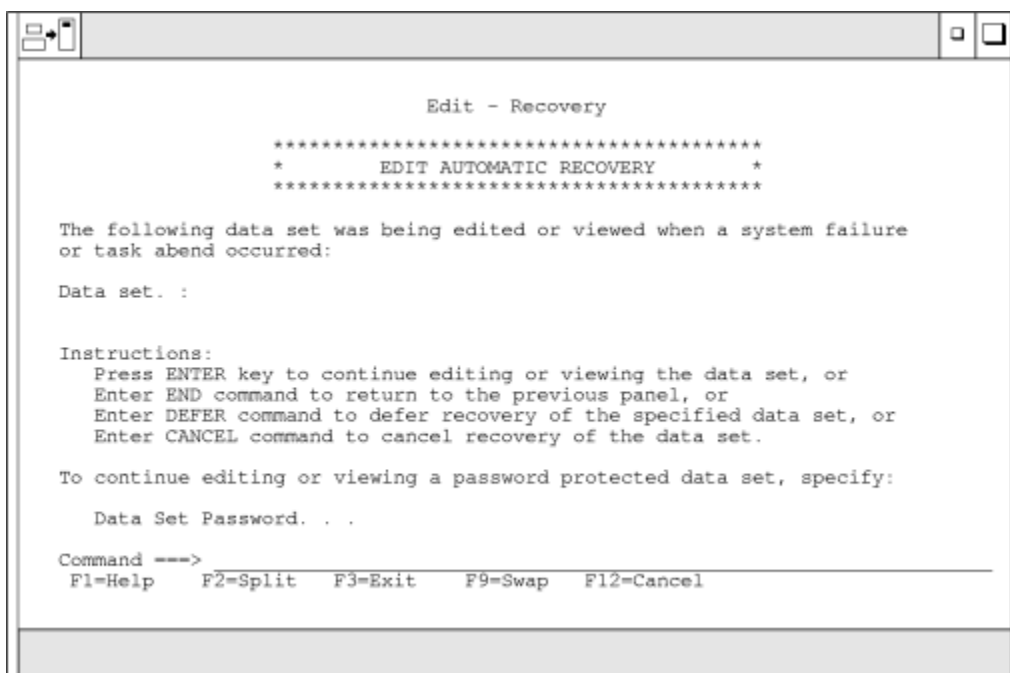 Edit - Recovery
*****************************************
* EDIT AUTOMATIC RECOVERY *
*****************************************
The following data set was being edited or viewed when a system failure
or task abend occurred:
Data set. :
Instructions:
Press ENTER key to continue editing or viewing the data set, or
Enter END command to return to the previous panel, or
Enter DEFER command to defer recovery of the specified data set, or
Enter CANCEL command to cancel recovery of the data set.
To continue editing or viewing a password protected data set, specify:
Data Set Password. . .
Command ===>
F1=Help F2=Split F3=Exit F9=Swap F12=Cancel